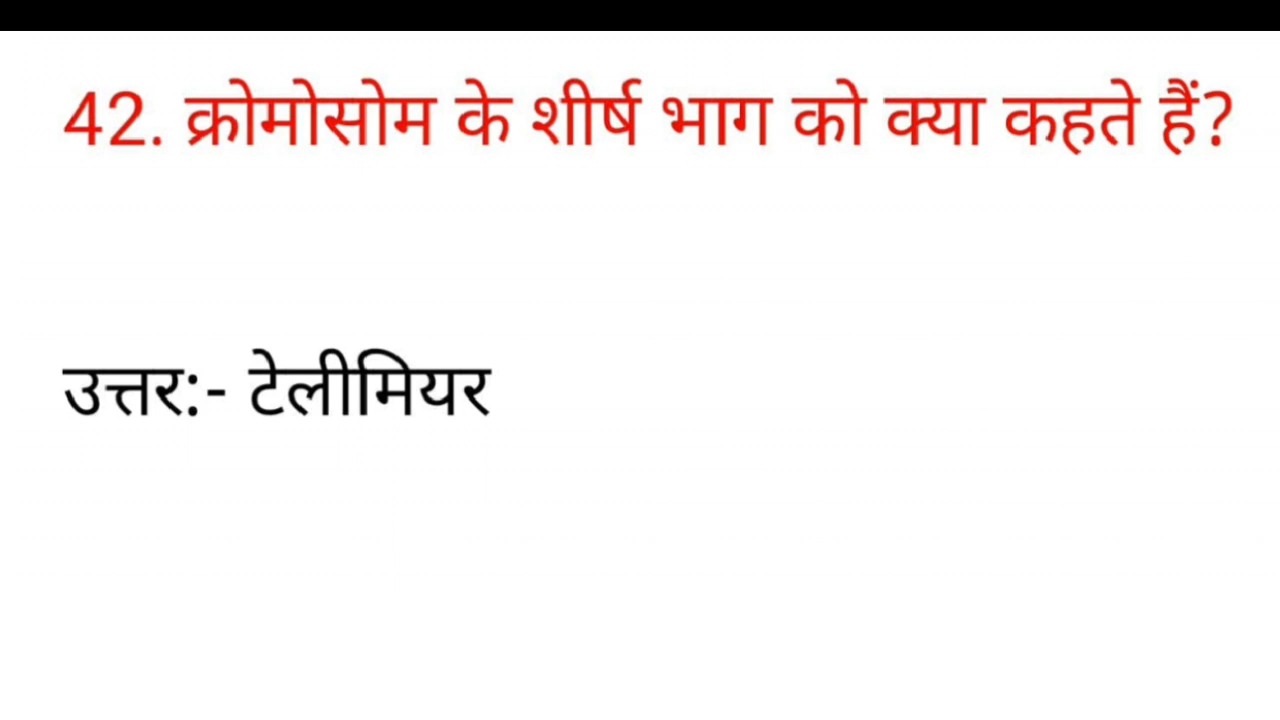 42. क्रोमोसोम के शीर्ष भाग को क्या कहते हैं?
उत्तर:- टेलीमियर